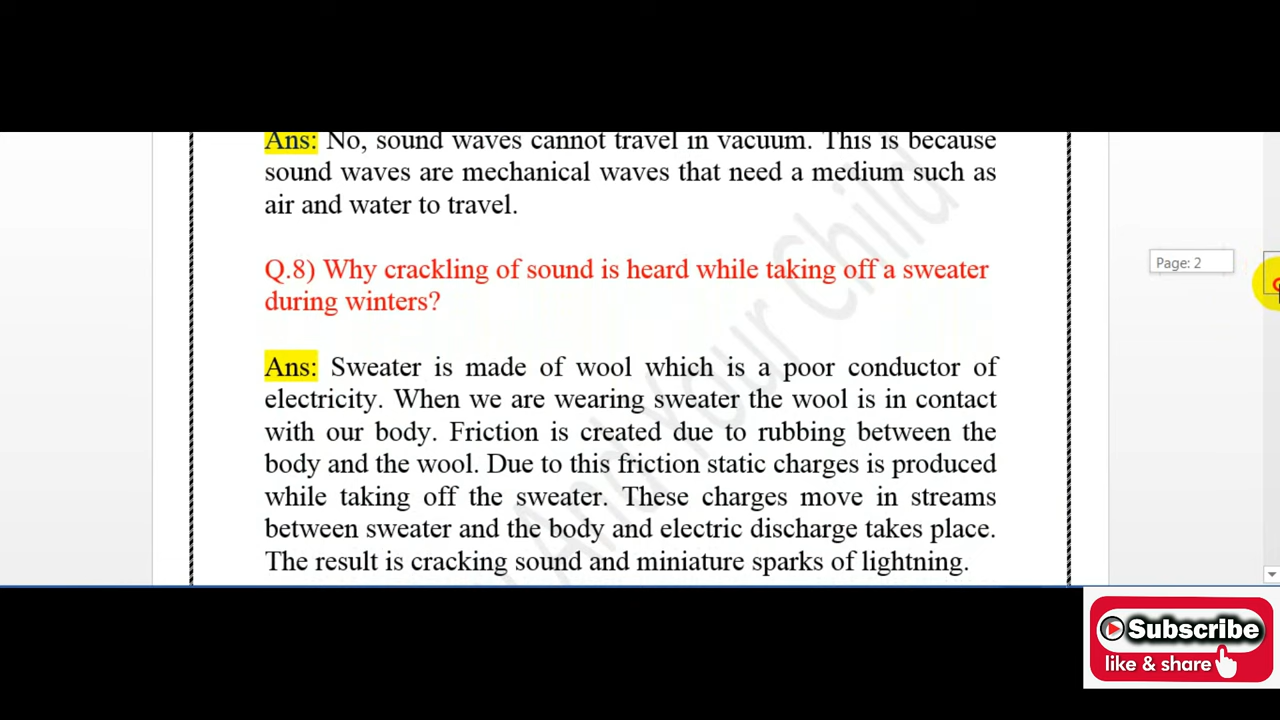 Ans: No, sound waves cannot travel in vacuum. This is because
sound waves are mechanical waves that need a medium such as
air and water to travel.
Q.8) Why crackling of sound is heard while taking off a sweater
during winters?
Page: 2
Ans: Sweater is made of wool which is a poor conductor of
electricity. When we are wearing sweater the wool is in contact
with our body. Friction is created due to rubbing between the
body and the wool. Due to this friction static charges is produced
while taking off the sweater. These charges move in streams
between sweater and the body and electric discharge takes place.
The result is cracking sound and miniature sparks of lightning.
And Your Child
Subscribe
like & share